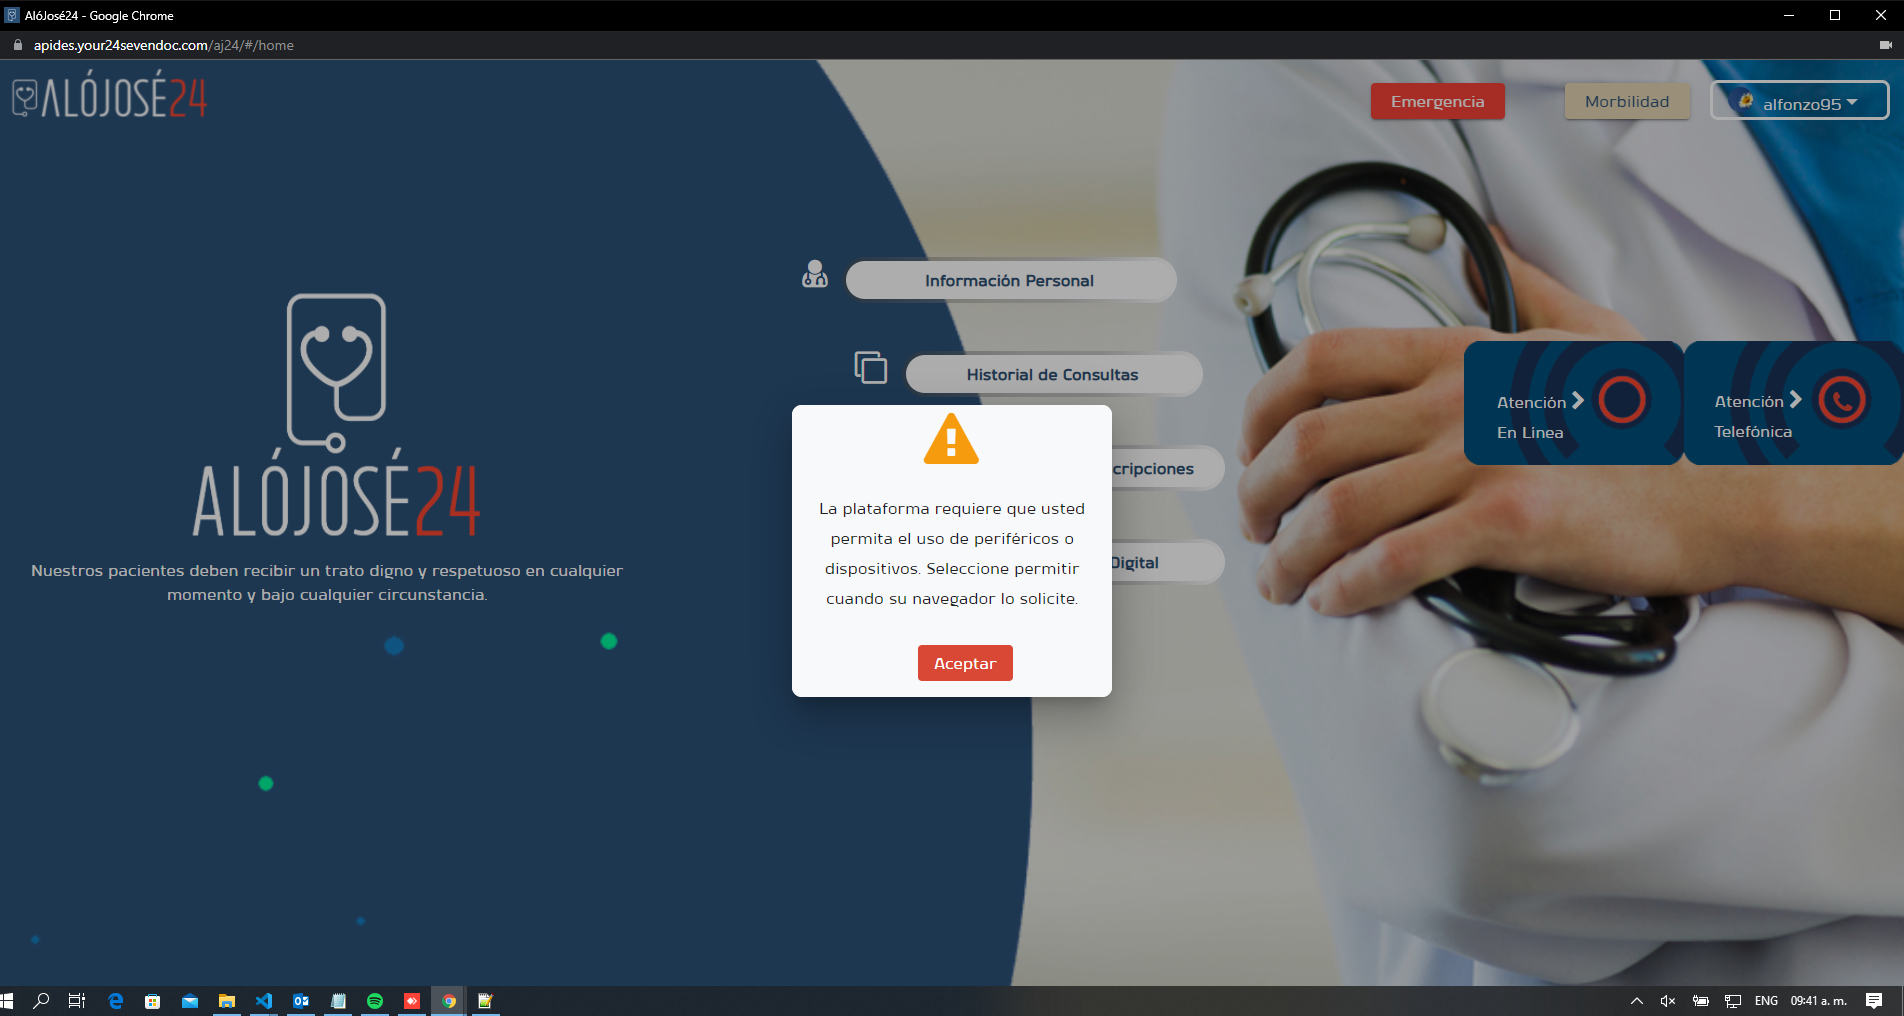 AlóJosé24 - Google Chrome
apides.your24sevendoc.com/aj24/#/home
ALÓJOSÉ24
Emergencia
Morbilidad
alfonzo95
Información Personal
Historial de Consultas
cripciones
Digital
Atención
En Linea
Atención
Telefónica
ALÓJOSÉ24
Nuestros pacientes deben recibir un trato digno y respetuoso en cualquier
momento y bajo cualquier circunstancia.
La plataforma requiere que usted
permita el uso de periféricos o
dispositivos. Seleccione permitir
cuando su navegador lo solicite.
Aceptar
ENG
09:41 a. m.